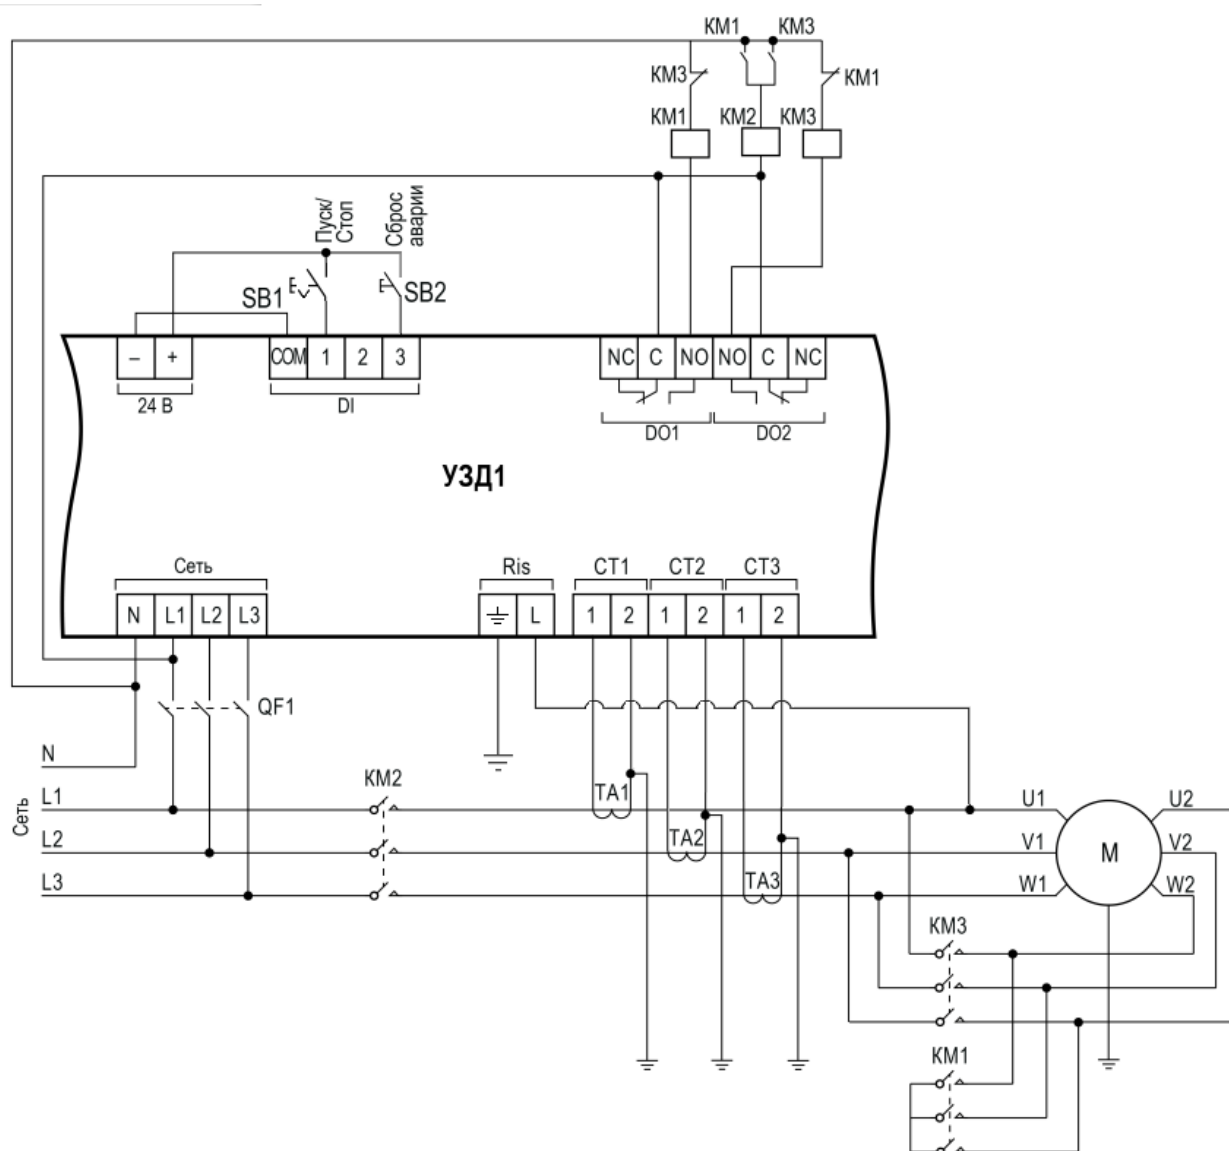 KM1 KM3
KM3 KM1
KM1 KM2 KM3
Пуск/
Стоп
Сброс
аварии
SB1 SB2
– + COM 1 2 3 NC C NO NO C NC
24 В DI DO1 DO2
УЗД1
Сеть Ris CT1 CT2 CT3
N L1 L2 L3 L 1 2 1 2 1 2
QF1
N
Сеть
L1 KM2 TA1 U1 U2
L2 TA2 V1 M V2
L3 TA3 W1 W2
KM3
KM1